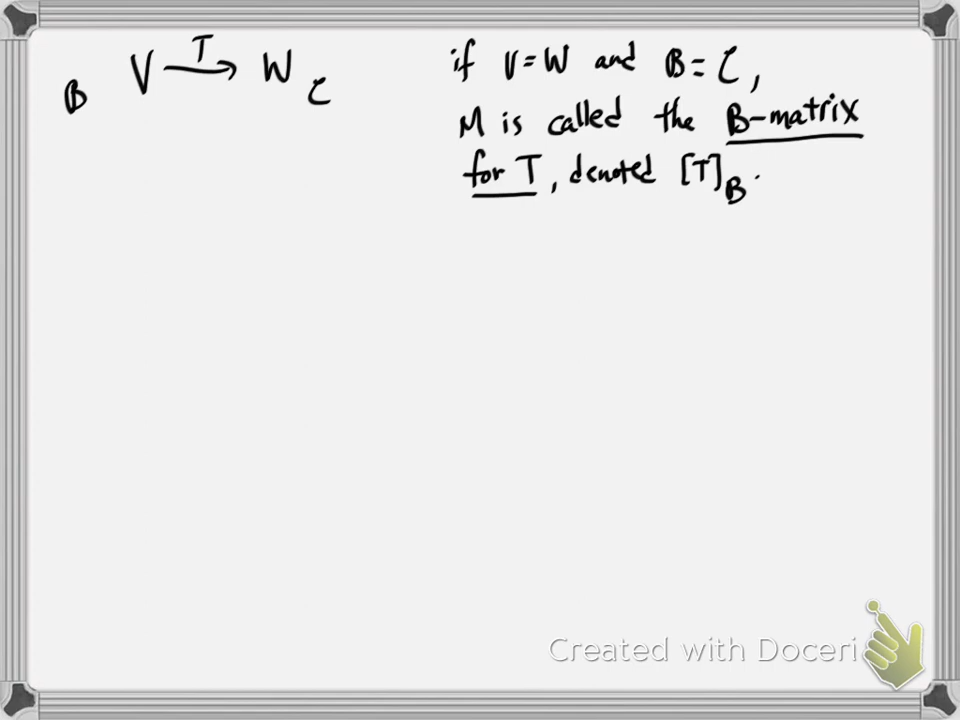 B V T→ W C
if V=W and B=C,
M is called the B-matrix
for T, denoted [T]B.
Created with Doceri